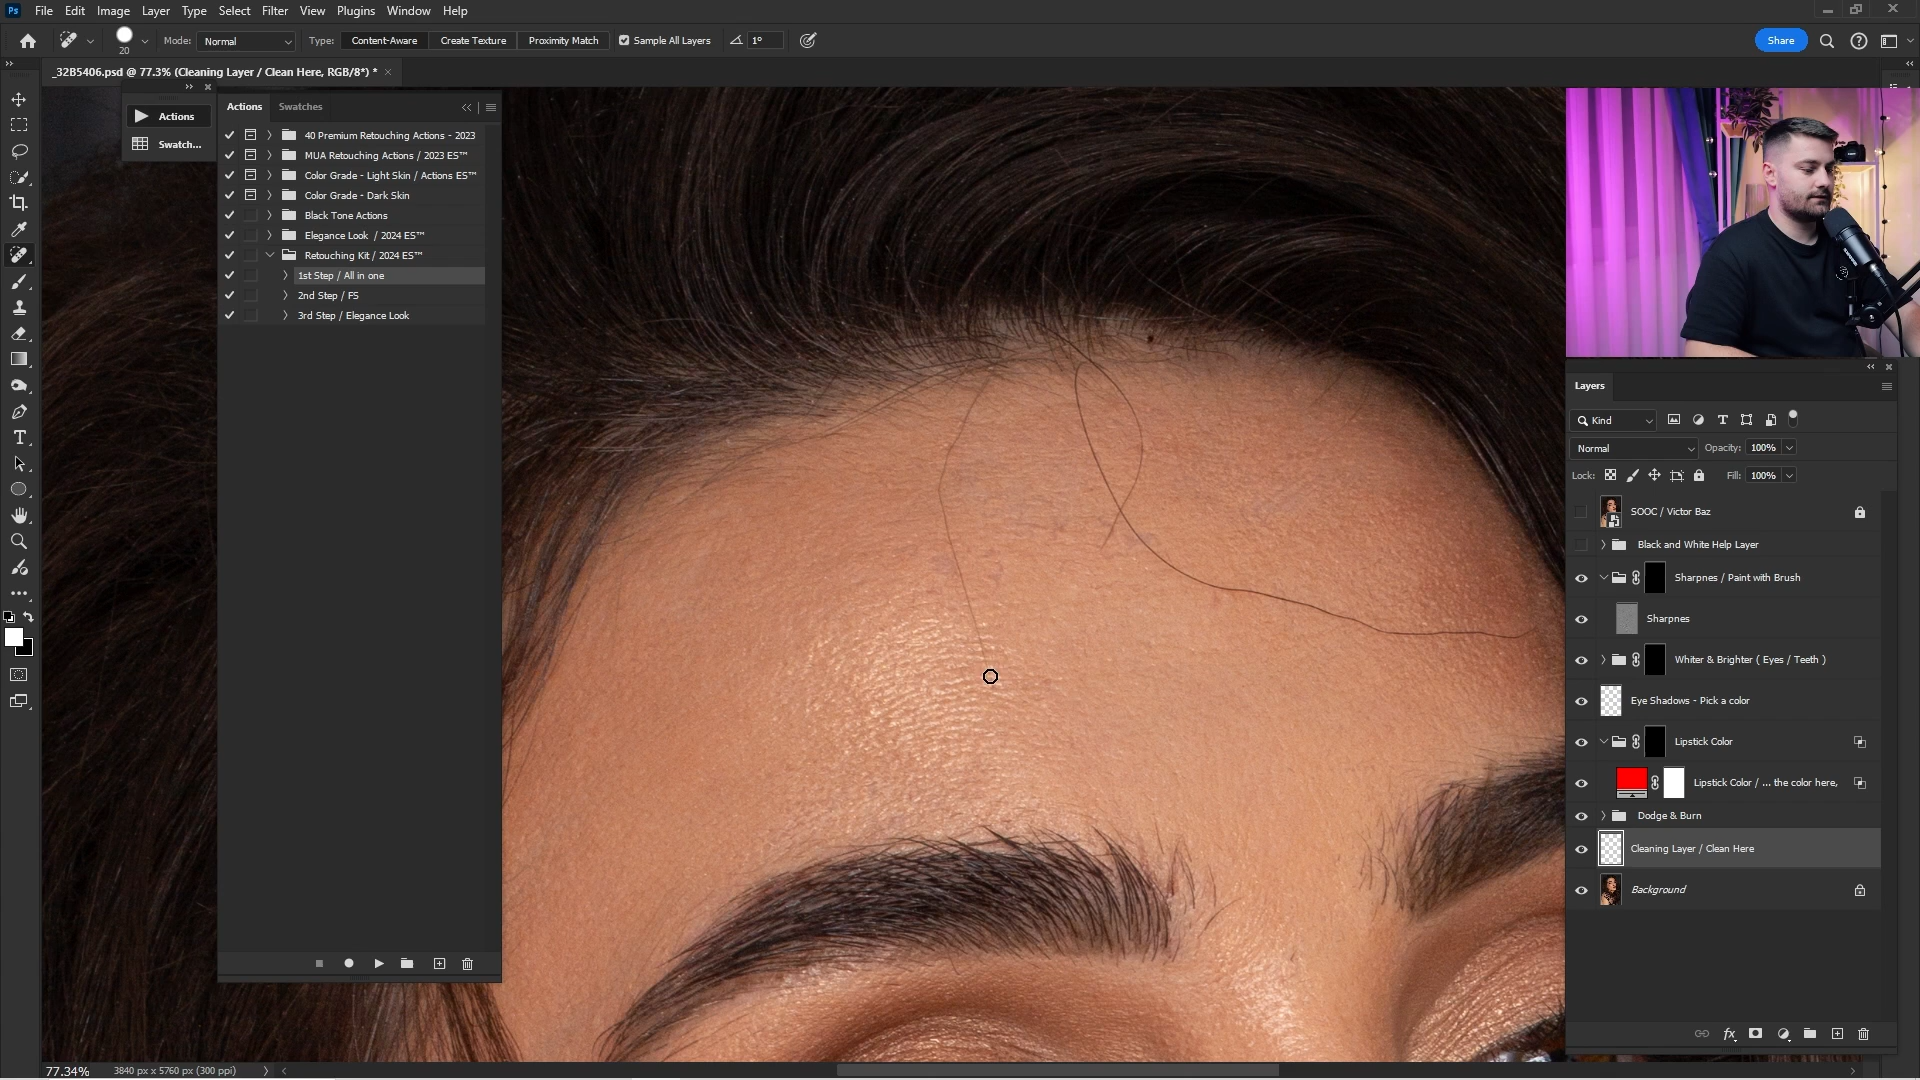 Ps File Edit Image Layer Type Select Filter View Plugins Window Help
20 Mode: Normal Type: Content-Aware Create Texture Proximity Match Sample All Layers 1° Share
_32B5406.psd @ 77.3% (Cleaning Layer / Clean Here, RGB/8*) *
Actions
Swatch...
Actions Swatches
40 Premium Retouching Actions - 2023
MUA Retouching Actions / 2023 ES™
Color Grade - Light Skin / Actions ES™
Color Grade - Dark Skin
Black Tone Actions
Elegance Look / 2024 ES™
Retouching Kit / 2024 ES™
1st Step / All in one
2nd Step / FS
3rd Step / Elegance Look
Layers
Kind
Normal Opacity: 100%
Lock: Fill: 100%
SOOC / Victor Baz
Black and White Help Layer
Sharpnes / Paint with Brush
Sharpnes
Whiter & Brighter ( Eyes / Teeth )
Eye Shadows - Pick a color
Lipstick Color
Lipstick Color / ... the color here,
Dodge & Burn
Cleaning Layer / Clean Here
Background
fx
77.34% 3840 px x 5760 px (300 ppi)